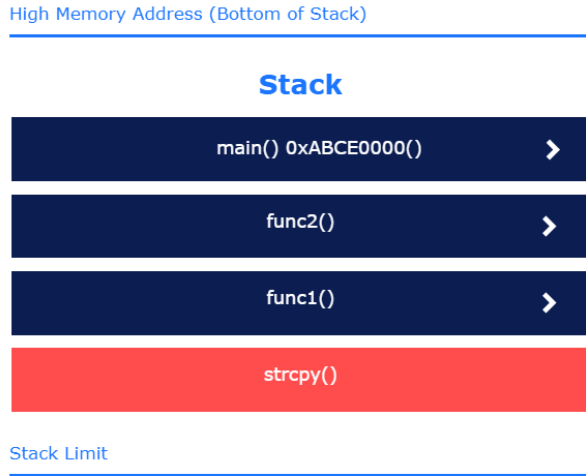 High Memory Address (Bottom of Stack)
Stack
main() 0xABCE0000()
func2()
func1()
strcpy()
Stack Limit